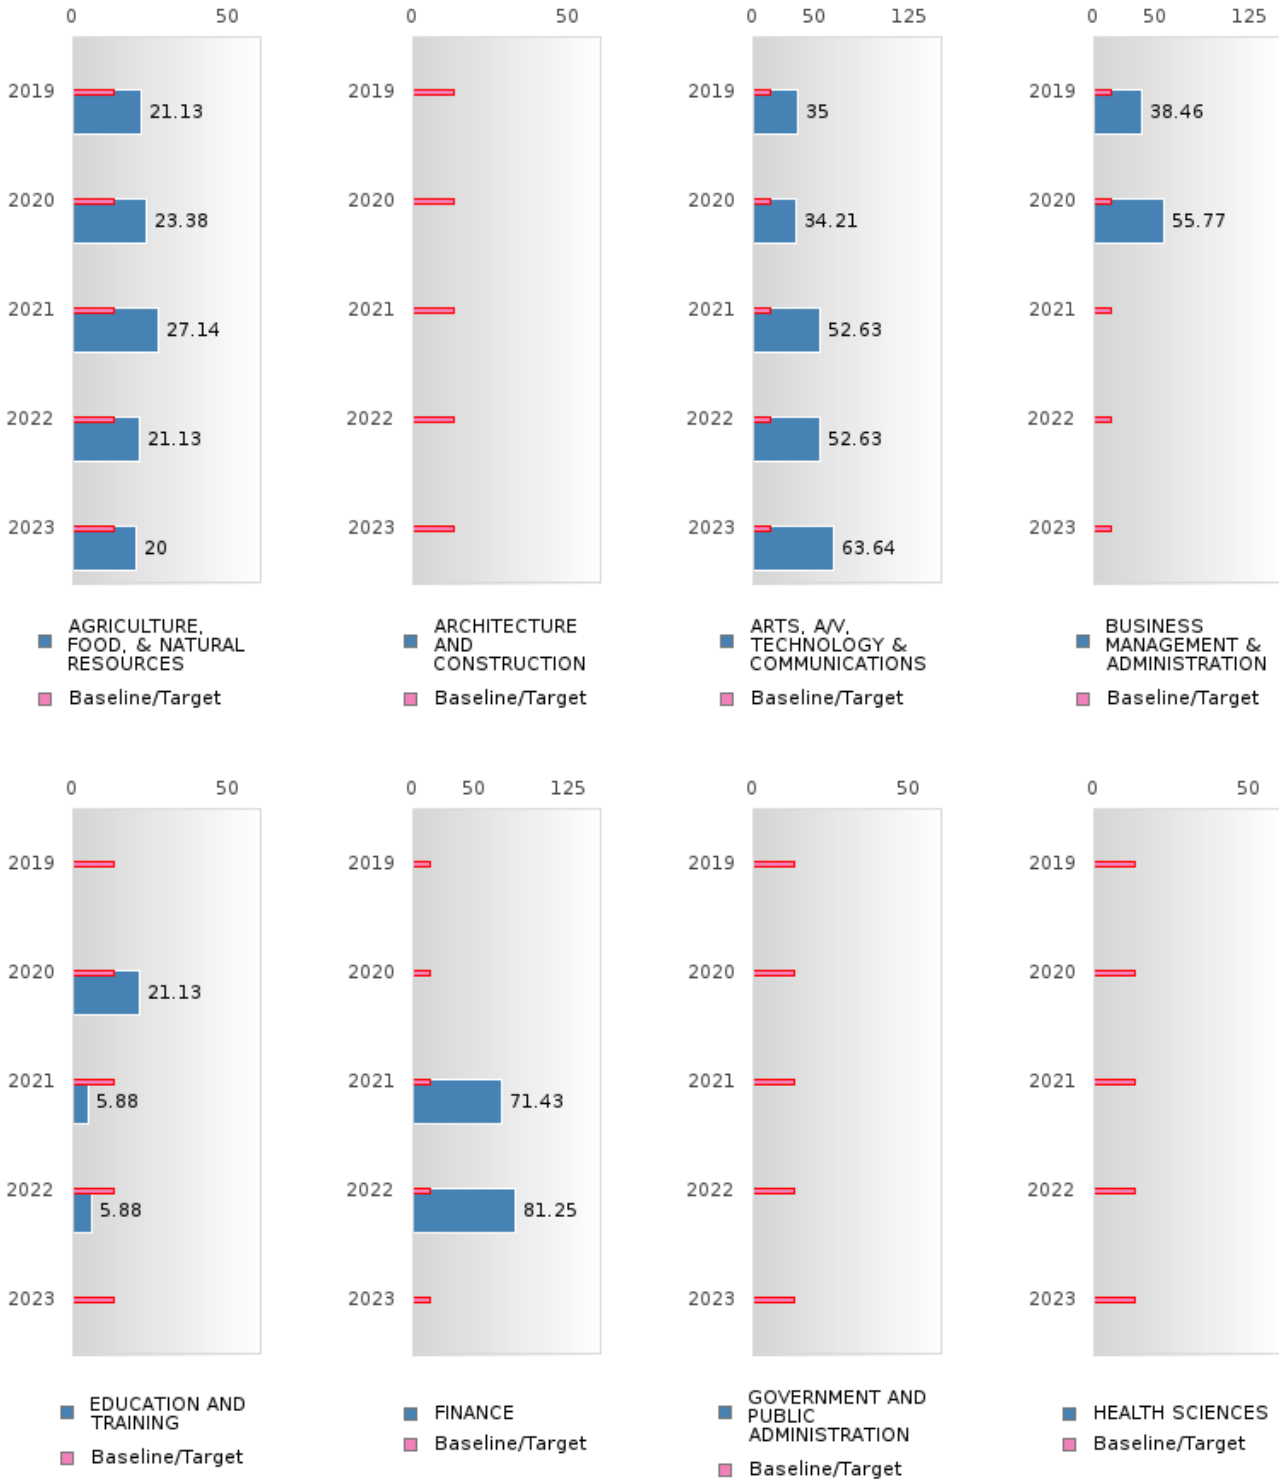 0 50
2019
21.13
2020
23.38
2021
27.14
2022
21.13
2023
20
AGRICULTURE,
FOOD, & NATURAL
RESOURCES
Baseline/Target
0 50
2019
2020
2021
2022
2023
ARCHITECTURE
AND
CONSTRUCTION
Baseline/Target
0 50 125
2019
35
2020
34.21
2021
52.63
2022
52.63
2023
63.64
ARTS, A/V,
TECHNOLOGY &
COMMUNICATIONS
Baseline/Target
0 50 125
2019
38.46
2020
55.77
2021
2022
2023
BUSINESS
MANAGEMENT &
ADMINISTRATION
Baseline/Target
0 50
2019
2020
21.13
2021
5.88
2022
5.88
2023
EDUCATION AND
TRAINING
Baseline/Target
0 50 125
2019
2020
2021
71.43
2022
81.25
2023
FINANCE
Baseline/Target
0 50
2019
2020
2021
2022
2023
GOVERNMENT AND
PUBLIC
ADMINISTRATION
Baseline/Target
0 50
2019
2020
2021
2022
2023
HEALTH SCIENCES
Baseline/Target